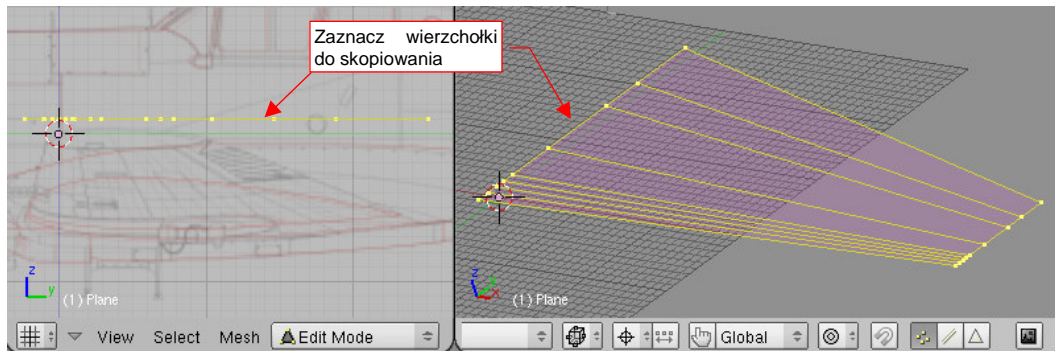 Zaznacz wierzchołki
do skopiowania
z
y
(1) Plane
z
y
x
(1) Plane
View Select Mesh Edit Mode
Global